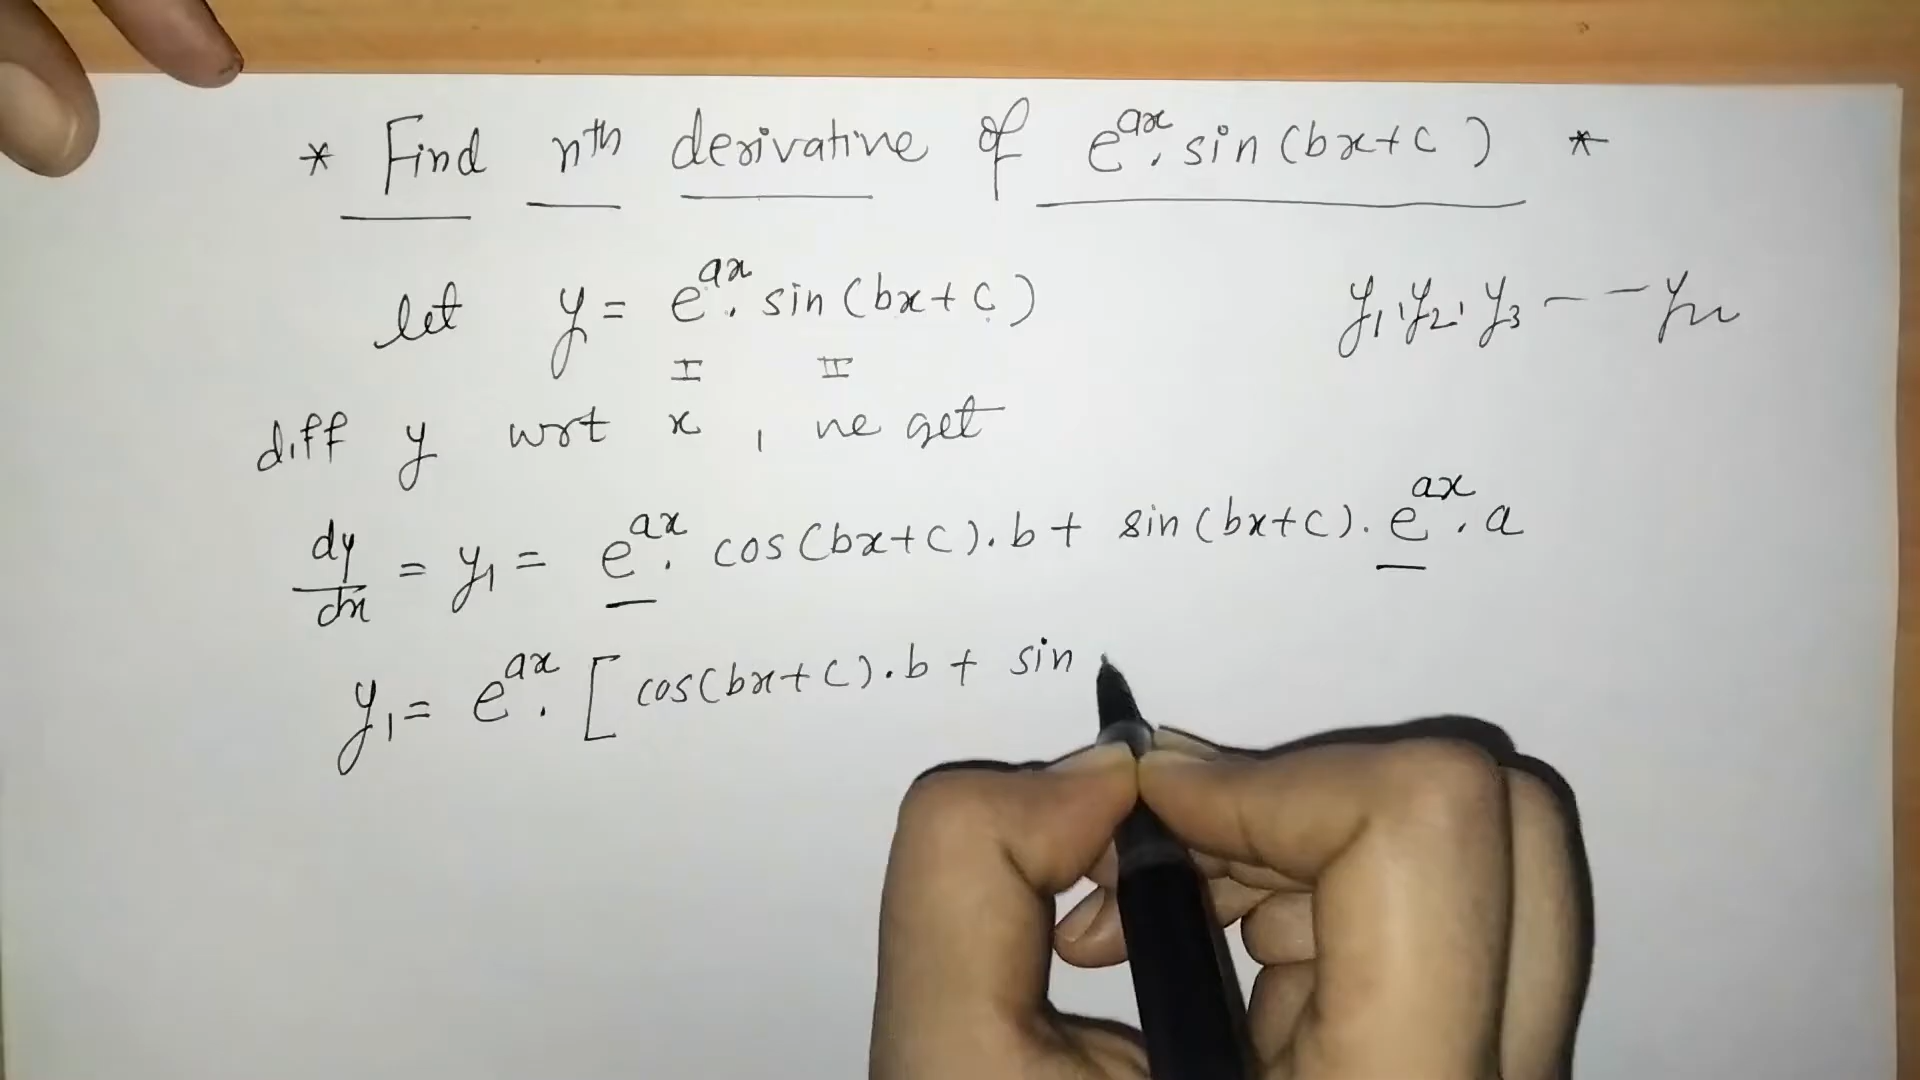 * Find nth derivative of e^ax . sin (bx+c) *
let y = e^ax . sin (bx+c) y1, y2, y3 -- yn
I II
diff y wrt x , we get
dy/dx = y1 = e^ax . cos (bx+c) . b + sin (bx+c) . e^ax . a
y1 = e^ax . [ cos (bx+c) . b + sin